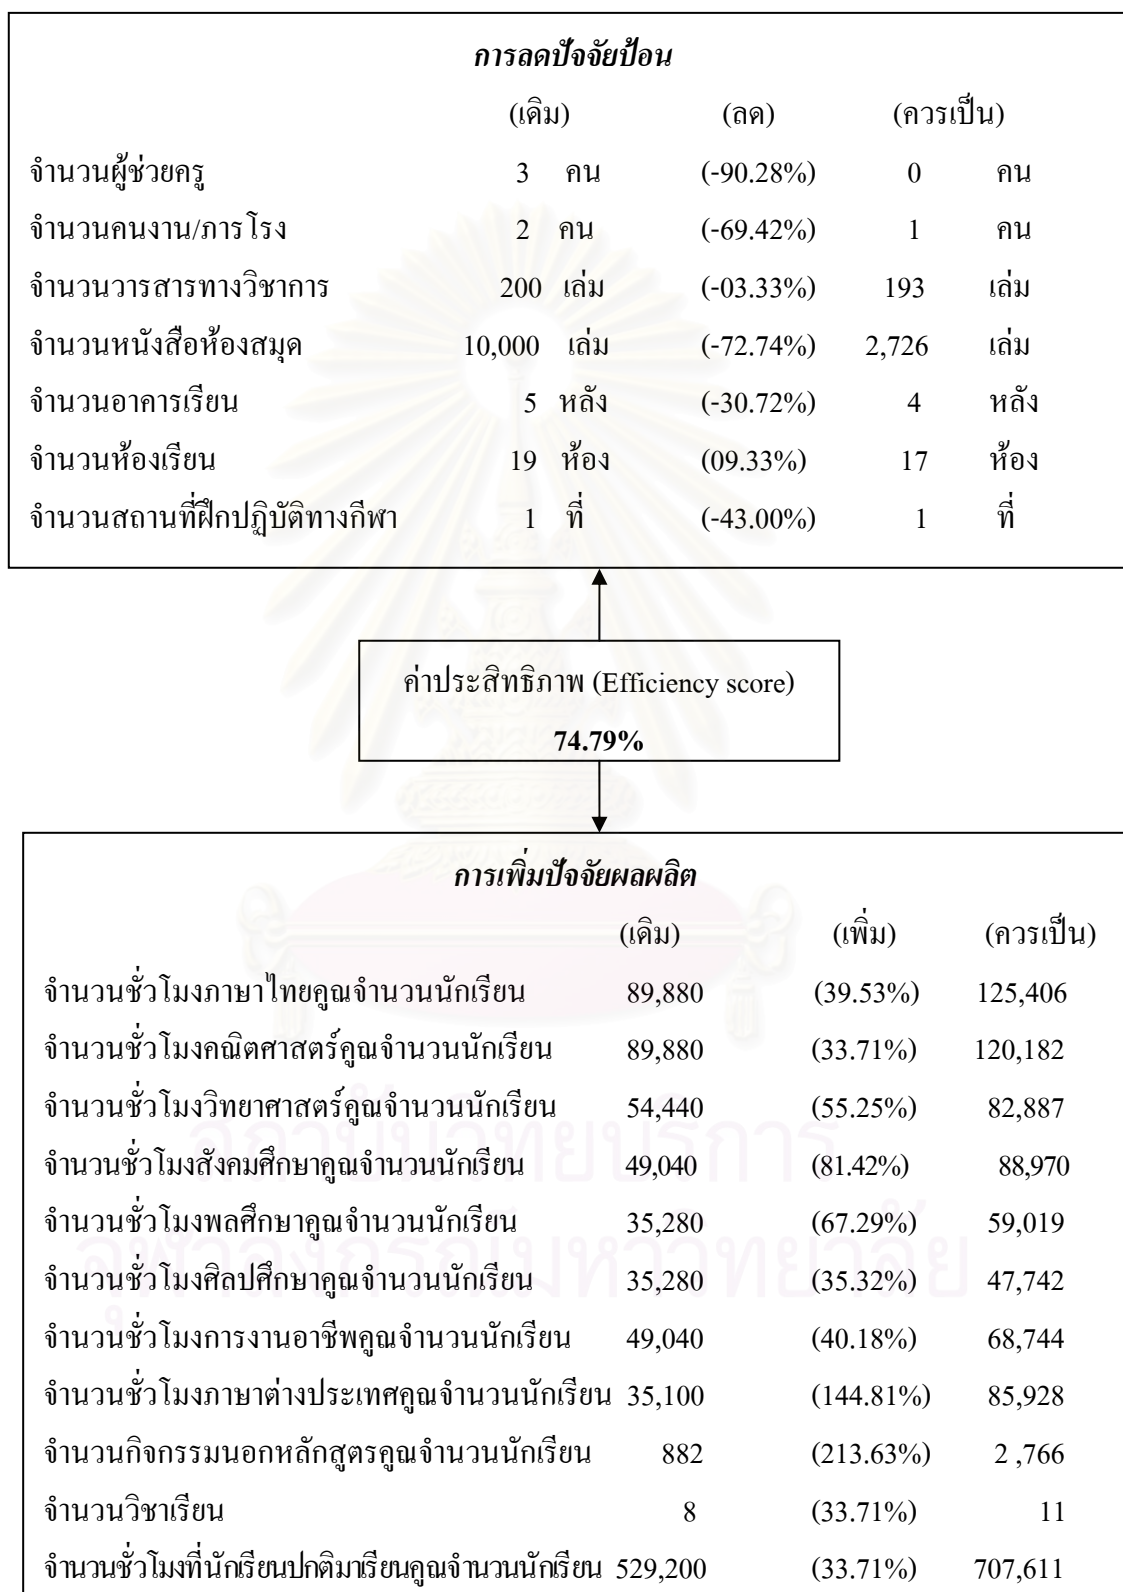 การลดปัจจัยป้อน
(เดิม) (ลด) (ควรเป็น)
จำนวนผู้ช่วยครู 3 คน (-90.28%) 0 คน
จำนวนคนงาน/ภารโรง 2 คน (-69.42%) 1 คน
จำนวนวารสารทางวิชาการ 200 เล่ม (-03.33%) 193 เล่ม
จำนวนหนังสือห้องสมุด 10,000 เล่ม (-72.74%) 2,726 เล่ม
จำนวนอาคารเรียน 5 หลัง (-30.72%) 4 หลัง
จำนวนห้องเรียน 19 ห้อง (09.33%) 17 ห้อง
จำนวนสถานที่ฝึกปฏิบัติทางกีฬา 1 ที่ (-43.00%) 1 ที่
ค่าประสิทธิภาพ (Efficiency score)
74.79%
การเพิ่มปัจจัยผลผลิต
(เดิม) (เพิ่ม) (ควรเป็น)
จำนวนชั่วโมงภาษาไทยคูณจำนวนนักเรียน 89,880 (39.53%) 125,406
จำนวนชั่วโมงคณิตศาสตร์คูณจำนวนนักเรียน 89,880 (33.71%) 120,182
จำนวนชั่วโมงวิทยาศาสตร์คูณจำนวนนักเรียน 54,440 (55.25%) 82,887
จำนวนชั่วโมงสังคมศึกษาคูณจำนวนนักเรียน 49,040 (81.42%) 88,970
จำนวนชั่วโมงพลศึกษาคูณจำนวนนักเรียน 35,280 (67.29%) 59,019
จำนวนชั่วโมงศิลปศึกษาคูณจำนวนนักเรียน 35,280 (35.32%) 47,742
จำนวนชั่วโมงการงานอาชีพคูณจำนวนนักเรียน 49,040 (40.18%) 68,744
จำนวนชั่วโมงภาษาต่างประเทศคูณจำนวนนักเรียน 35,100 (144.81%) 85,928
จำนวนกิจกรรมนอกหลักสูตรคูณจำนวนนักเรียน 882 (213.63%) 2 ,766
จำนวนวิชาเรียน 8 (33.71%) 11
จำนวนชั่วโมงที่นักเรียนปกติมาเรียนคูณจำนวนนักเรียน 529,200 (33.71%) 707,611
สถาบันวิทยบริการ
จุฬาลงกรณ์มหาวิทยาลัย